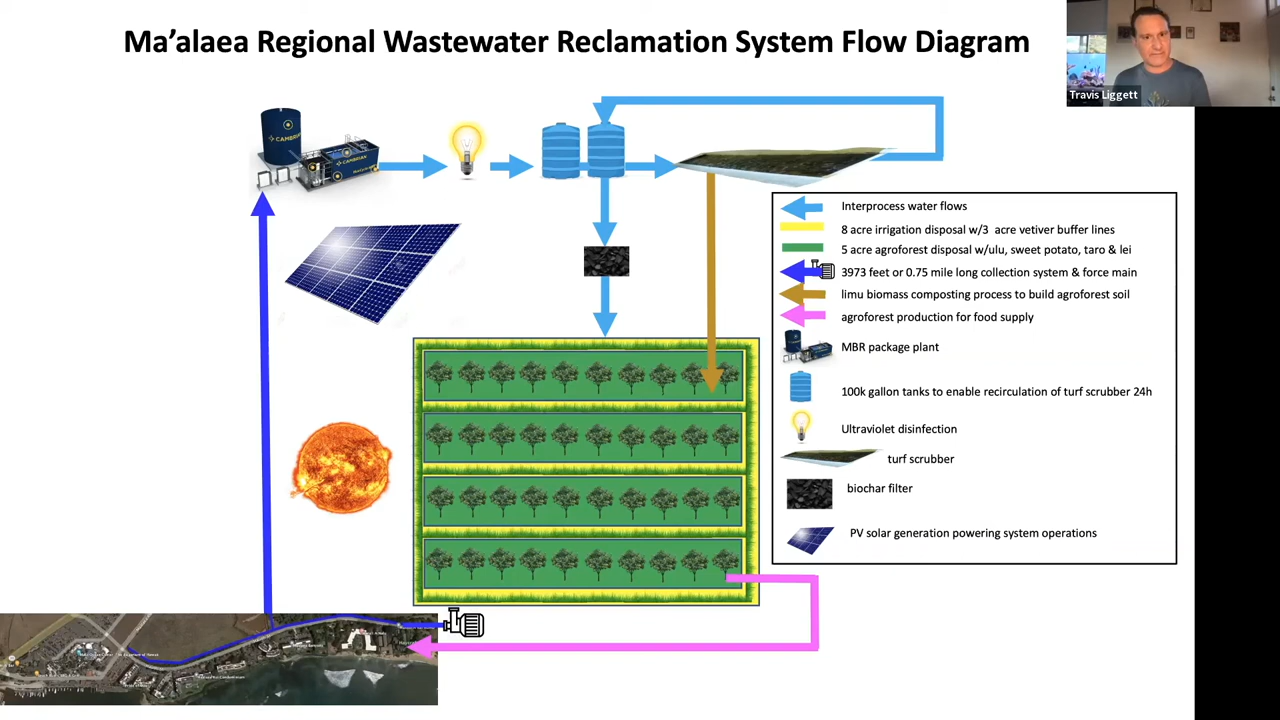 Ma'alaea Regional Wastewater Reclamation System Flow Diagram
Travis Liggett
CAMBRIAN
CAMBRIAN
Interprocess water flows
8 acre irrigation disposal w/3 acre vetiver buffer lines
5 acre agroforest disposal w/ulu, sweet potato, taro & lei
3973 feet or 0.75 mile long collection system & force main
limu biomass composting process to build agroforest soil
agroforest production for food supply
MBR package plant
100k gallon tanks to enable recirculation of turf scrubber 24h
Ultraviolet disinfection
turf scrubber
biochar filter
PV solar generation powering system operations